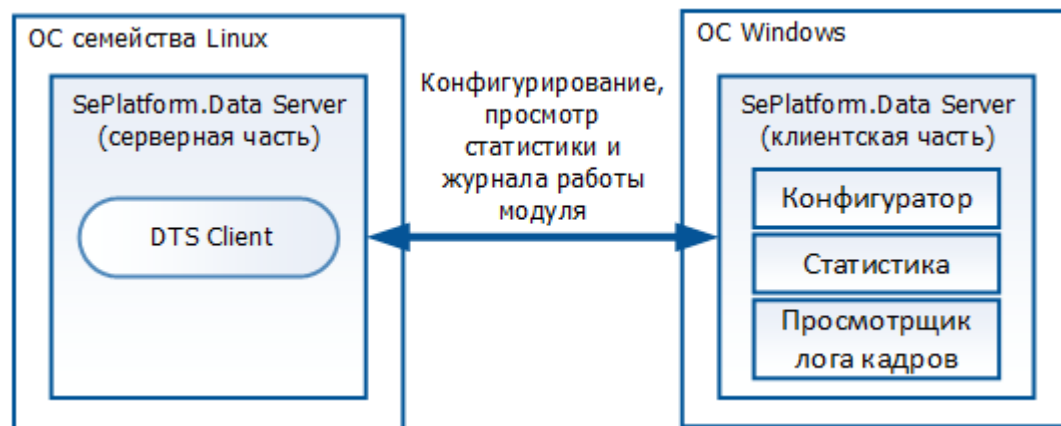 ОС семейства Linux
SePlatform.Data Server
(серверная часть)
DTS Client
Конфигурирование,
просмотр
статистики и
журнала работы
модуля
ОС Windows
SePlatform.Data Server
(клиентская часть)
Конфигуратор
Статистика
Просмотрщик
лога кадров